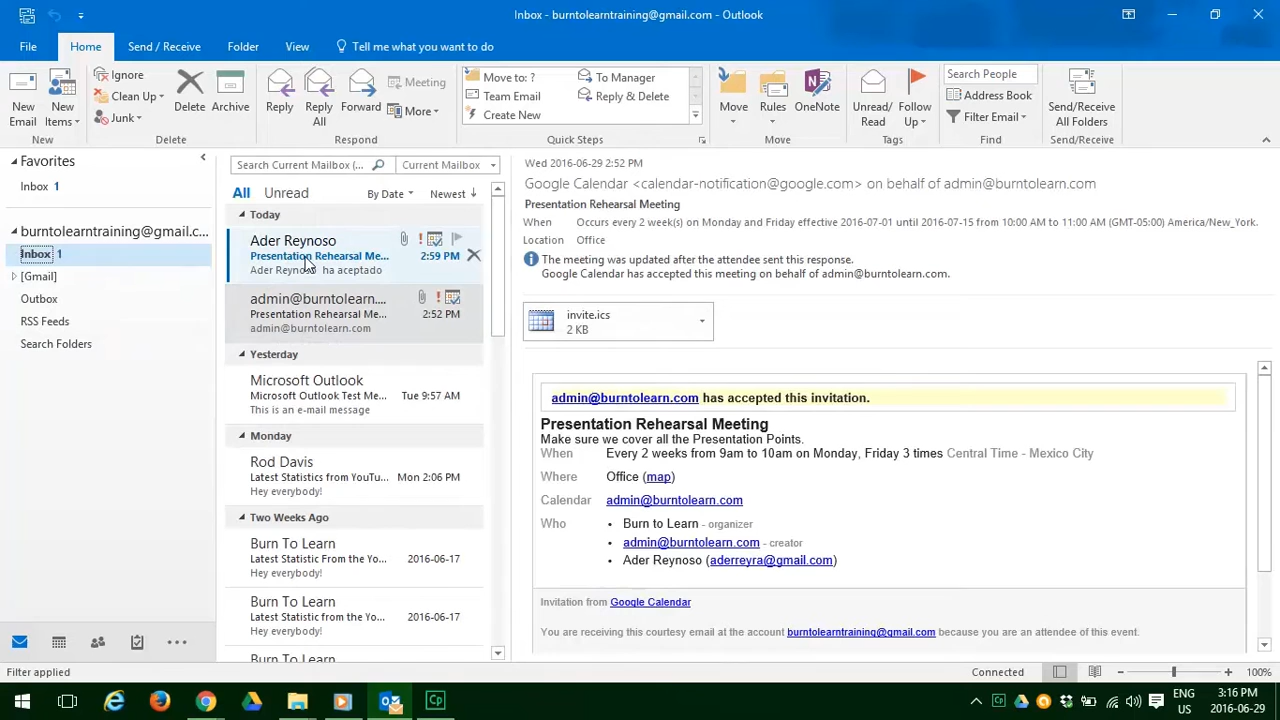 Inbox - burntolearntraining@gmail.com - Outlook
File Home Send / Receive Folder View Tell me what you want to do
New Email
New Items
New
Ignore
Clean Up
Junk
Delete
Archive
Delete
Reply
Reply All
Forward
Meeting
More
Respond
Move to: ?
Team Email
Create New
To Manager
Reply & Delete
Quick Steps
Move
Rules
OneNote
Move
Unread/ Read
Follow Up
Tags
Search People
Address Book
Filter Email
Find
Send/Receive All Folders
Send/Receive
Favorites
Inbox 1
burntolearntraining@gmail.c...
Inbox 1
[Gmail]
Outbox
RSS Feeds
Search Folders
Search Current Mailbox (... Current Mailbox
All Unread By Date Newest
Today
Ader Reynoso
Presentation Rehearsal Me... 2:59 PM
Ader Reynoso ha aceptado
admin@burntolearn....
Presentation Rehearsal Me... 2:52 PM
admin@burntolearn.com
Yesterday
Microsoft Outlook
Microsoft Outlook Test Me... Tue 9:57 AM
This is an e-mail message
Monday
Rod Davis
Latest Statistics from YouTu... Mon 2:06 PM
Hey everybody!
Two Weeks Ago
Burn To Learn
Latest Statistic From the Yo... 2016-06-17
Hey everybody!
Burn To Learn
Latest Statistic from the Yo... 2016-06-17
Hey everybody!
Burn To Learn
Wed 2016-06-29 2:52 PM
Google Calendar <calendar-notification@google.com> on behalf of admin@burntolearn.com
Presentation Rehearsal Meeting
When Occurs every 2 week(s) on Monday and Friday effective 2016-07-01 until 2016-07-15 from 10:00 AM to 11:00 AM (GMT-05:00) America/New_York.
Location Office
The meeting was updated after the attendee sent this response.
Google Calendar has accepted this meeting on behalf of admin@burntolearn.com.
invite.ics
2 KB
admin@burntolearn.com has accepted this invitation.
Presentation Rehearsal Meeting
Make sure we cover all the Presentation Points.
When Every 2 weeks from 9am to 10am on Monday, Friday 3 times Central Time - Mexico City
Where Office (map)
Calendar admin@burntolearn.com
Who • Burn to Learn - organizer
• admin@burntolearn.com - creator
• Ader Reynoso (aderreyra@gmail.com)
Invitation from Google Calendar
You are receiving this courtesy email at the account burntolearntraining@gmail.com because you are an attendee of this event.
Filter applied Connected 100%
ENG 3:16 PM
US 2016-06-29